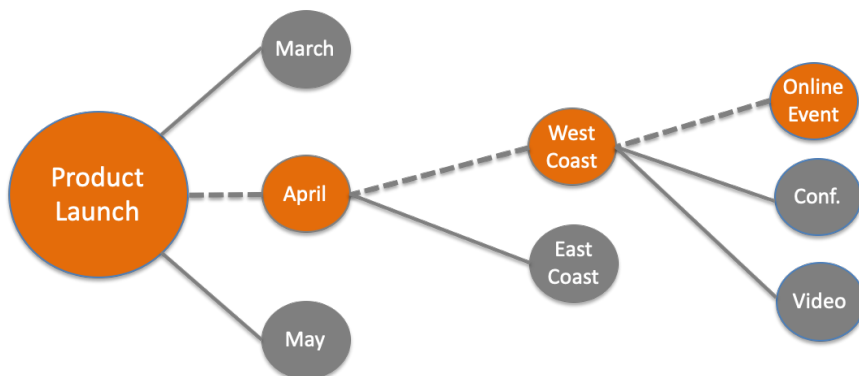 Product
Launch
March
April
May
West
Coast
East
Coast
Online
Event
Conf.
Video